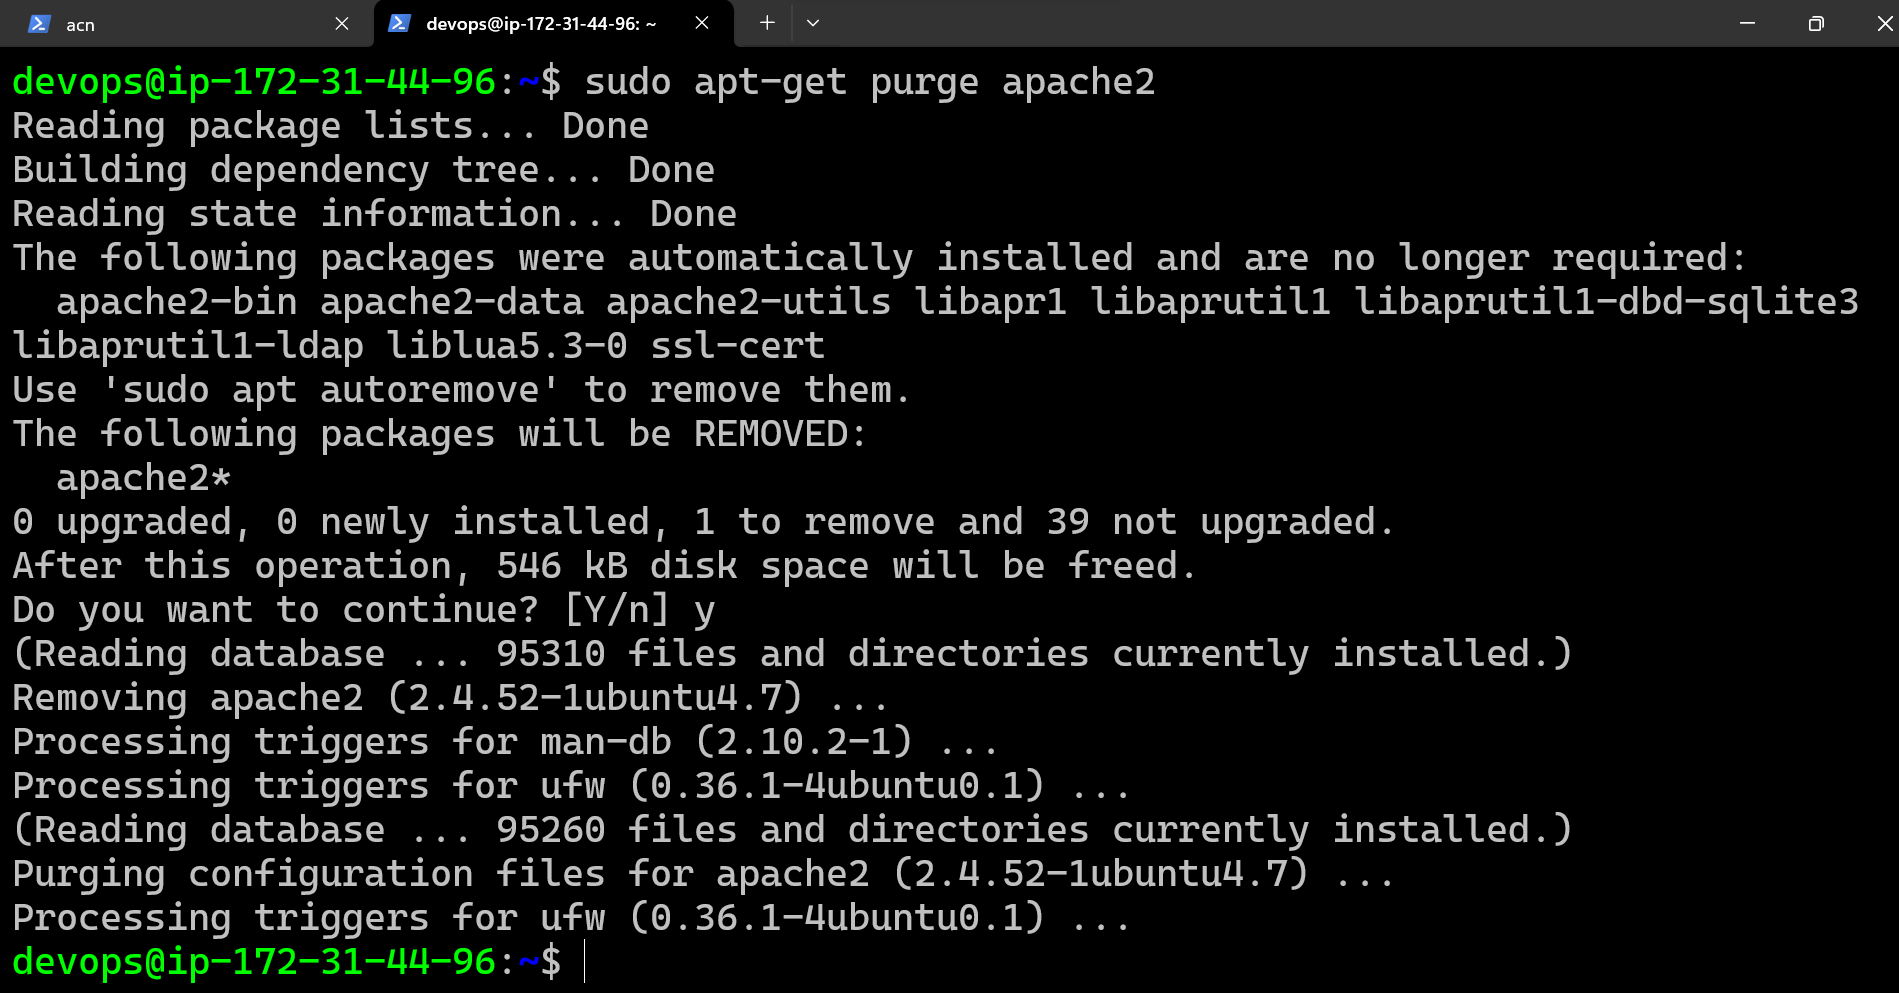 acn
devops@ip-172-31-44-96: ~
devops@ip-172-31-44-96:~$ sudo apt-get purge apache2
Reading package lists... Done
Building dependency tree... Done
Reading state information... Done
The following packages were automatically installed and are no longer required:
  apache2-bin apache2-data apache2-utils libapr1 libaprutil1 libaprutil1-dbd-sqlite3
libaprutil1-ldap liblua5.3-0 ssl-cert
Use 'sudo apt autoremove' to remove them.
The following packages will be REMOVED:
  apache2*
0 upgraded, 0 newly installed, 1 to remove and 39 not upgraded.
After this operation, 546 kB disk space will be freed.
Do you want to continue? [Y/n] y
(Reading database ... 95310 files and directories currently installed.)
Removing apache2 (2.4.52-1ubuntu4.7) ...
Processing triggers for man-db (2.10.2-1) ...
Processing triggers for ufw (0.36.1-4ubuntu0.1) ...
(Reading database ... 95260 files and directories currently installed.)
Purging configuration files for apache2 (2.4.52-1ubuntu4.7) ...
Processing triggers for ufw (0.36.1-4ubuntu0.1) ...
devops@ip-172-31-44-96:~$